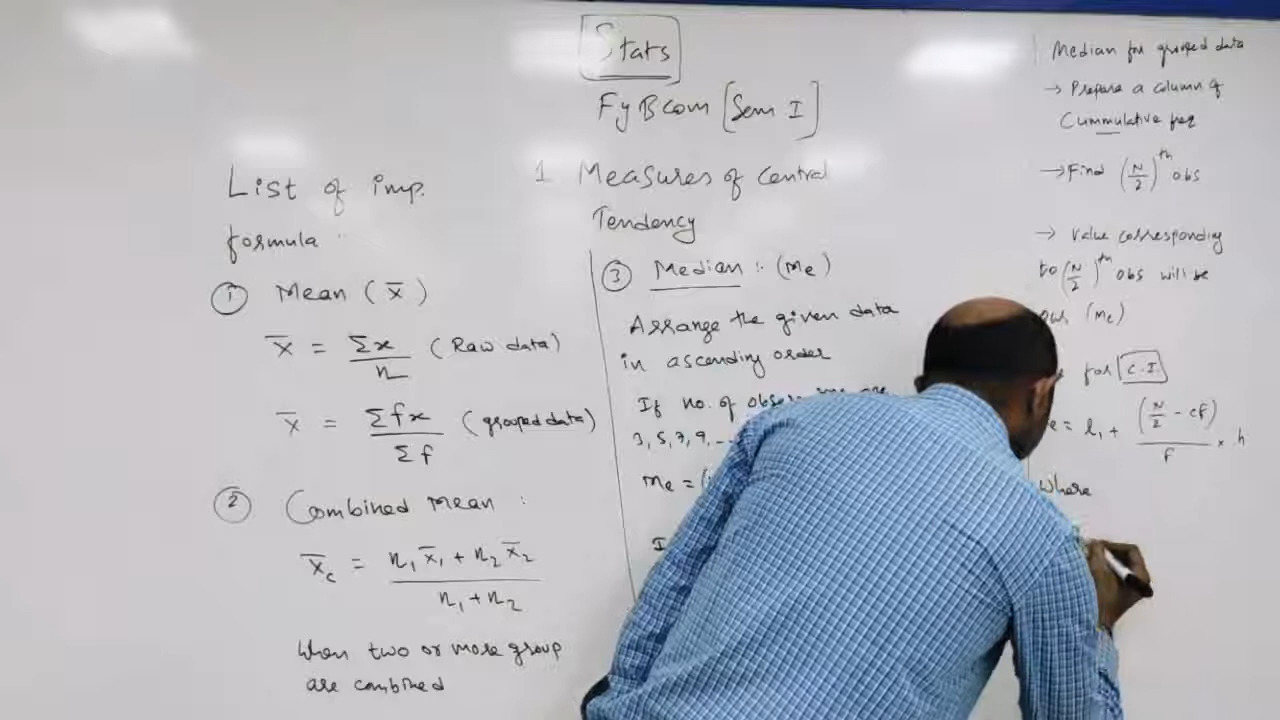 Stats
FyBcom [Sem I]
1 Measures of Central
Tendency
List of imp.
formula
① Mean (x̄)
x̄ = Σx/n (Raw data)
x̄ = Σfx/Σf (grouped data)
② Combined Mean :
x̄c = (n₁x̄₁ + n₂x̄₂)/(n₁ + n₂)
When two or more group
are combined
③ Median : (Me)
Arrange the given data
in ascending order
If no. of
3, 5, 7, 9,
Me = (
Median for grouped data
→ Prepare a column of
Cummulative freq
→ Find (N/2)th obs
→ value corresponding
to (N/2)th obs will be
(Me)
for C.I
e = l₁ + (N/2 - cf)/f × h
Where